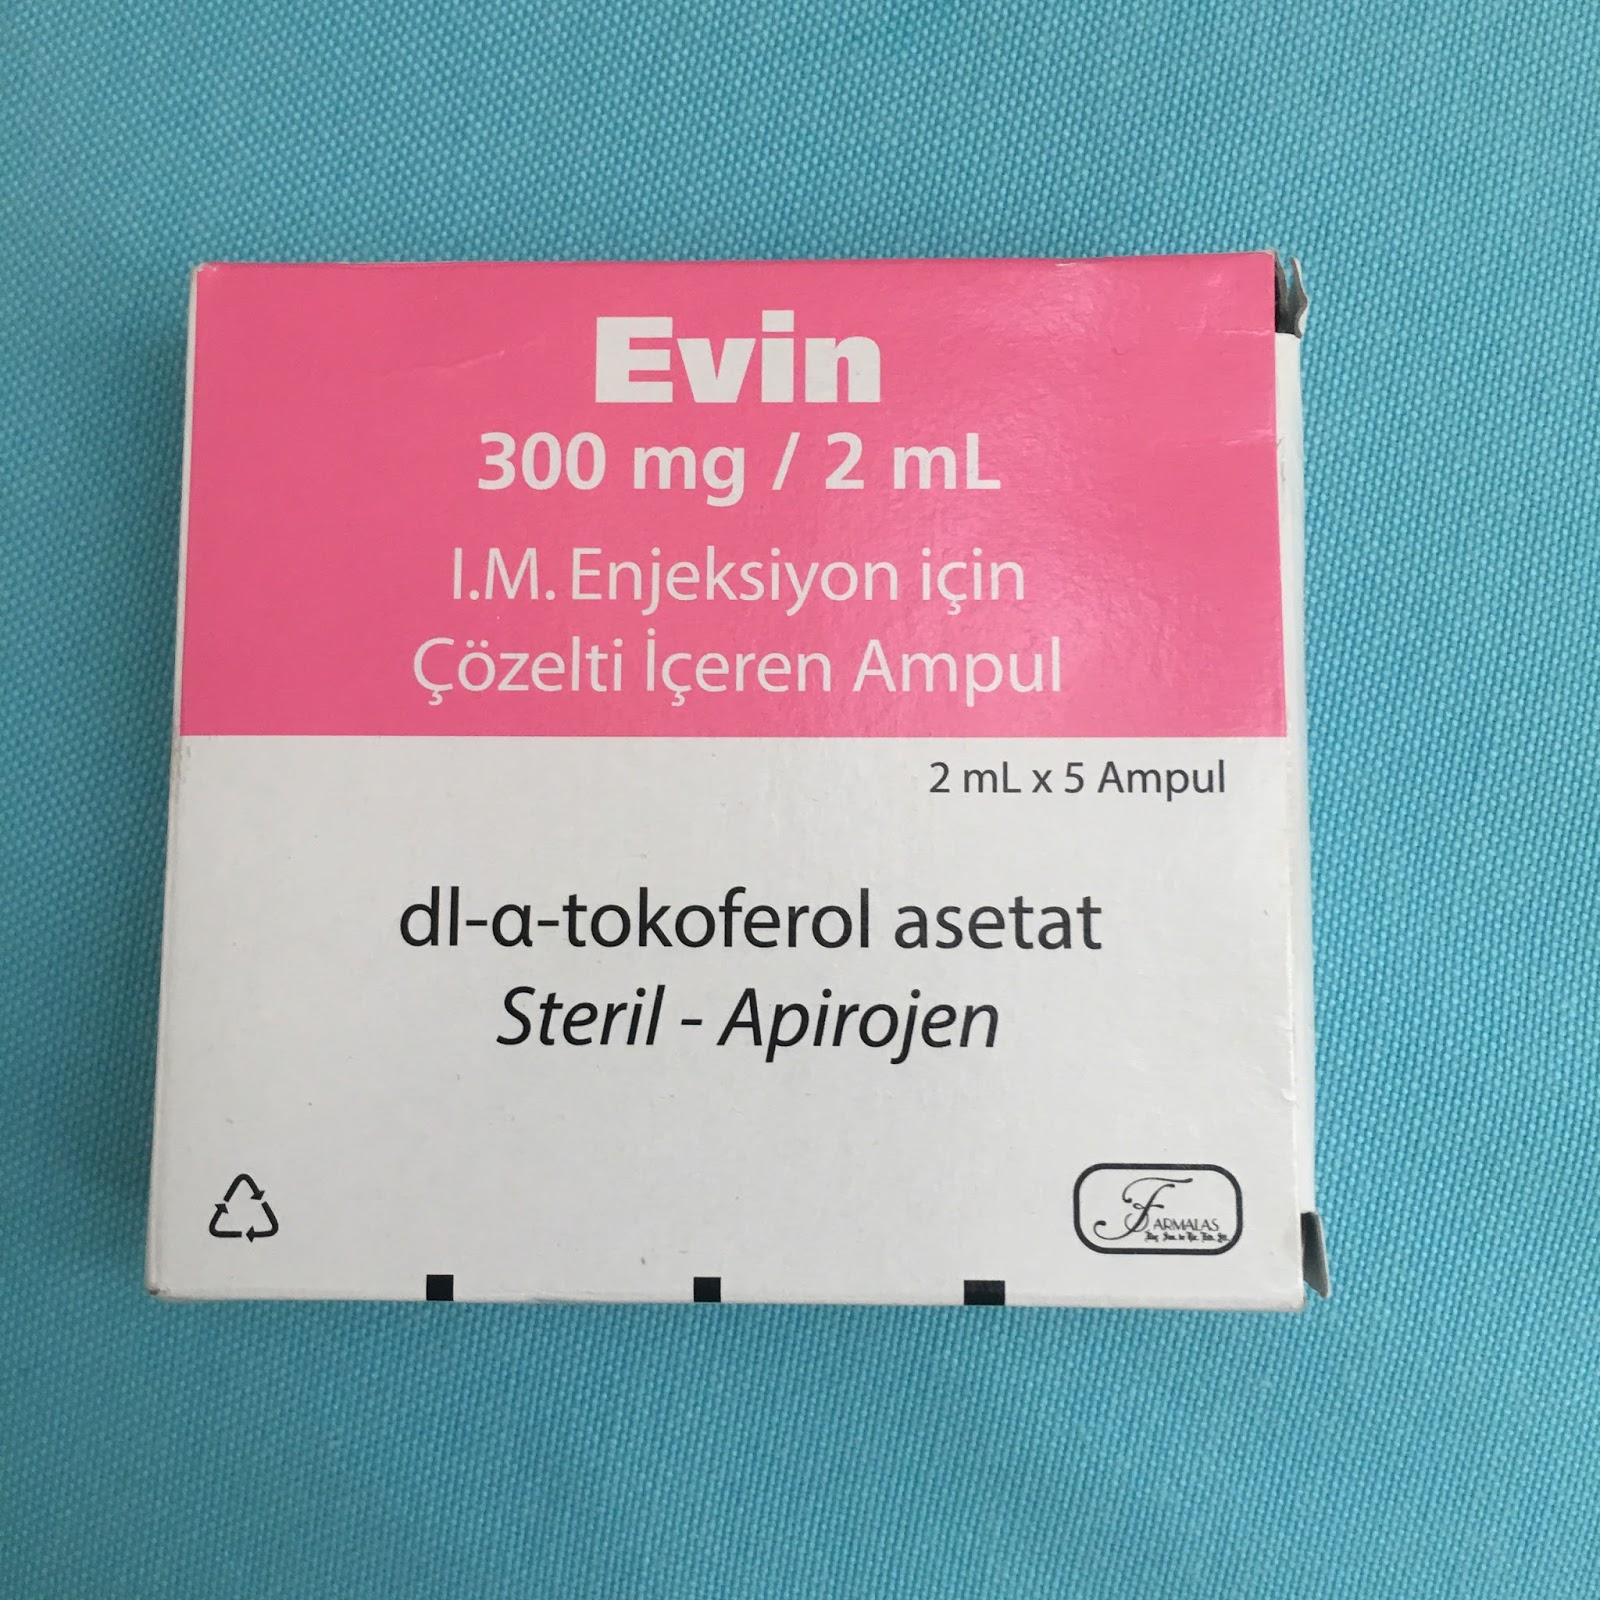 Evin
300 mg / 2 mL
I.M. Enjeksiyon için
Çözelti İçeren Ampul
2 mL x 5 Ampul
dl-α-tokoferol asetat
Steril - Apirojen
FARMALAS